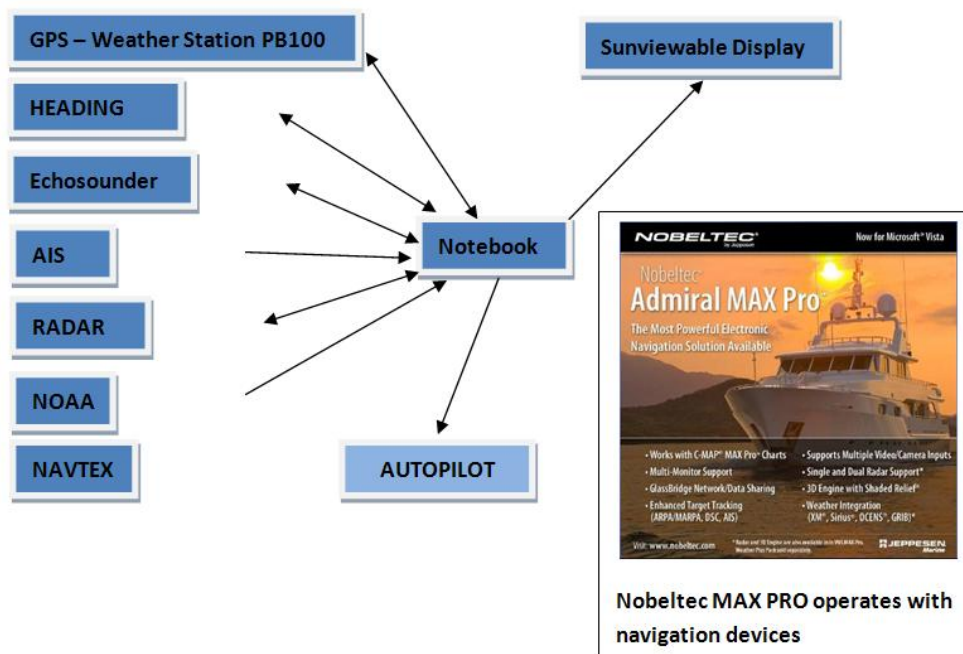 GPS – Weather Station PB100
Sunviewable Display
HEADING
Echosounder
AIS
Notebook
RADAR
NOAA
NAVTEX
AUTOPILOT
NOBELTEC®
by Jeppesen
Now for Microsoft® Vista
Nobeltec®
Admiral MAX Pro™
The Most Powerful Electronic
Navigation Solution Available
• Works with C-MAP® MAX Pro™ Charts
• Multi-Monitor Support
• GlassBridge Network/Data Sharing
• Enhanced Target Tracking
(ARPA/MARPA, DSC, AIS)
• Supports Multiple Video/Camera Inputs
• Single and Dual Radar Support*
• 3D Engine with Shaded Relief*
• Weather Integration
(XM®, Sirius®, OCENS®, GRIB)*
Visit: www.nobeltec.com
JEPPESEN
Marine
Nobeltec MAX PRO operates with
navigation devices